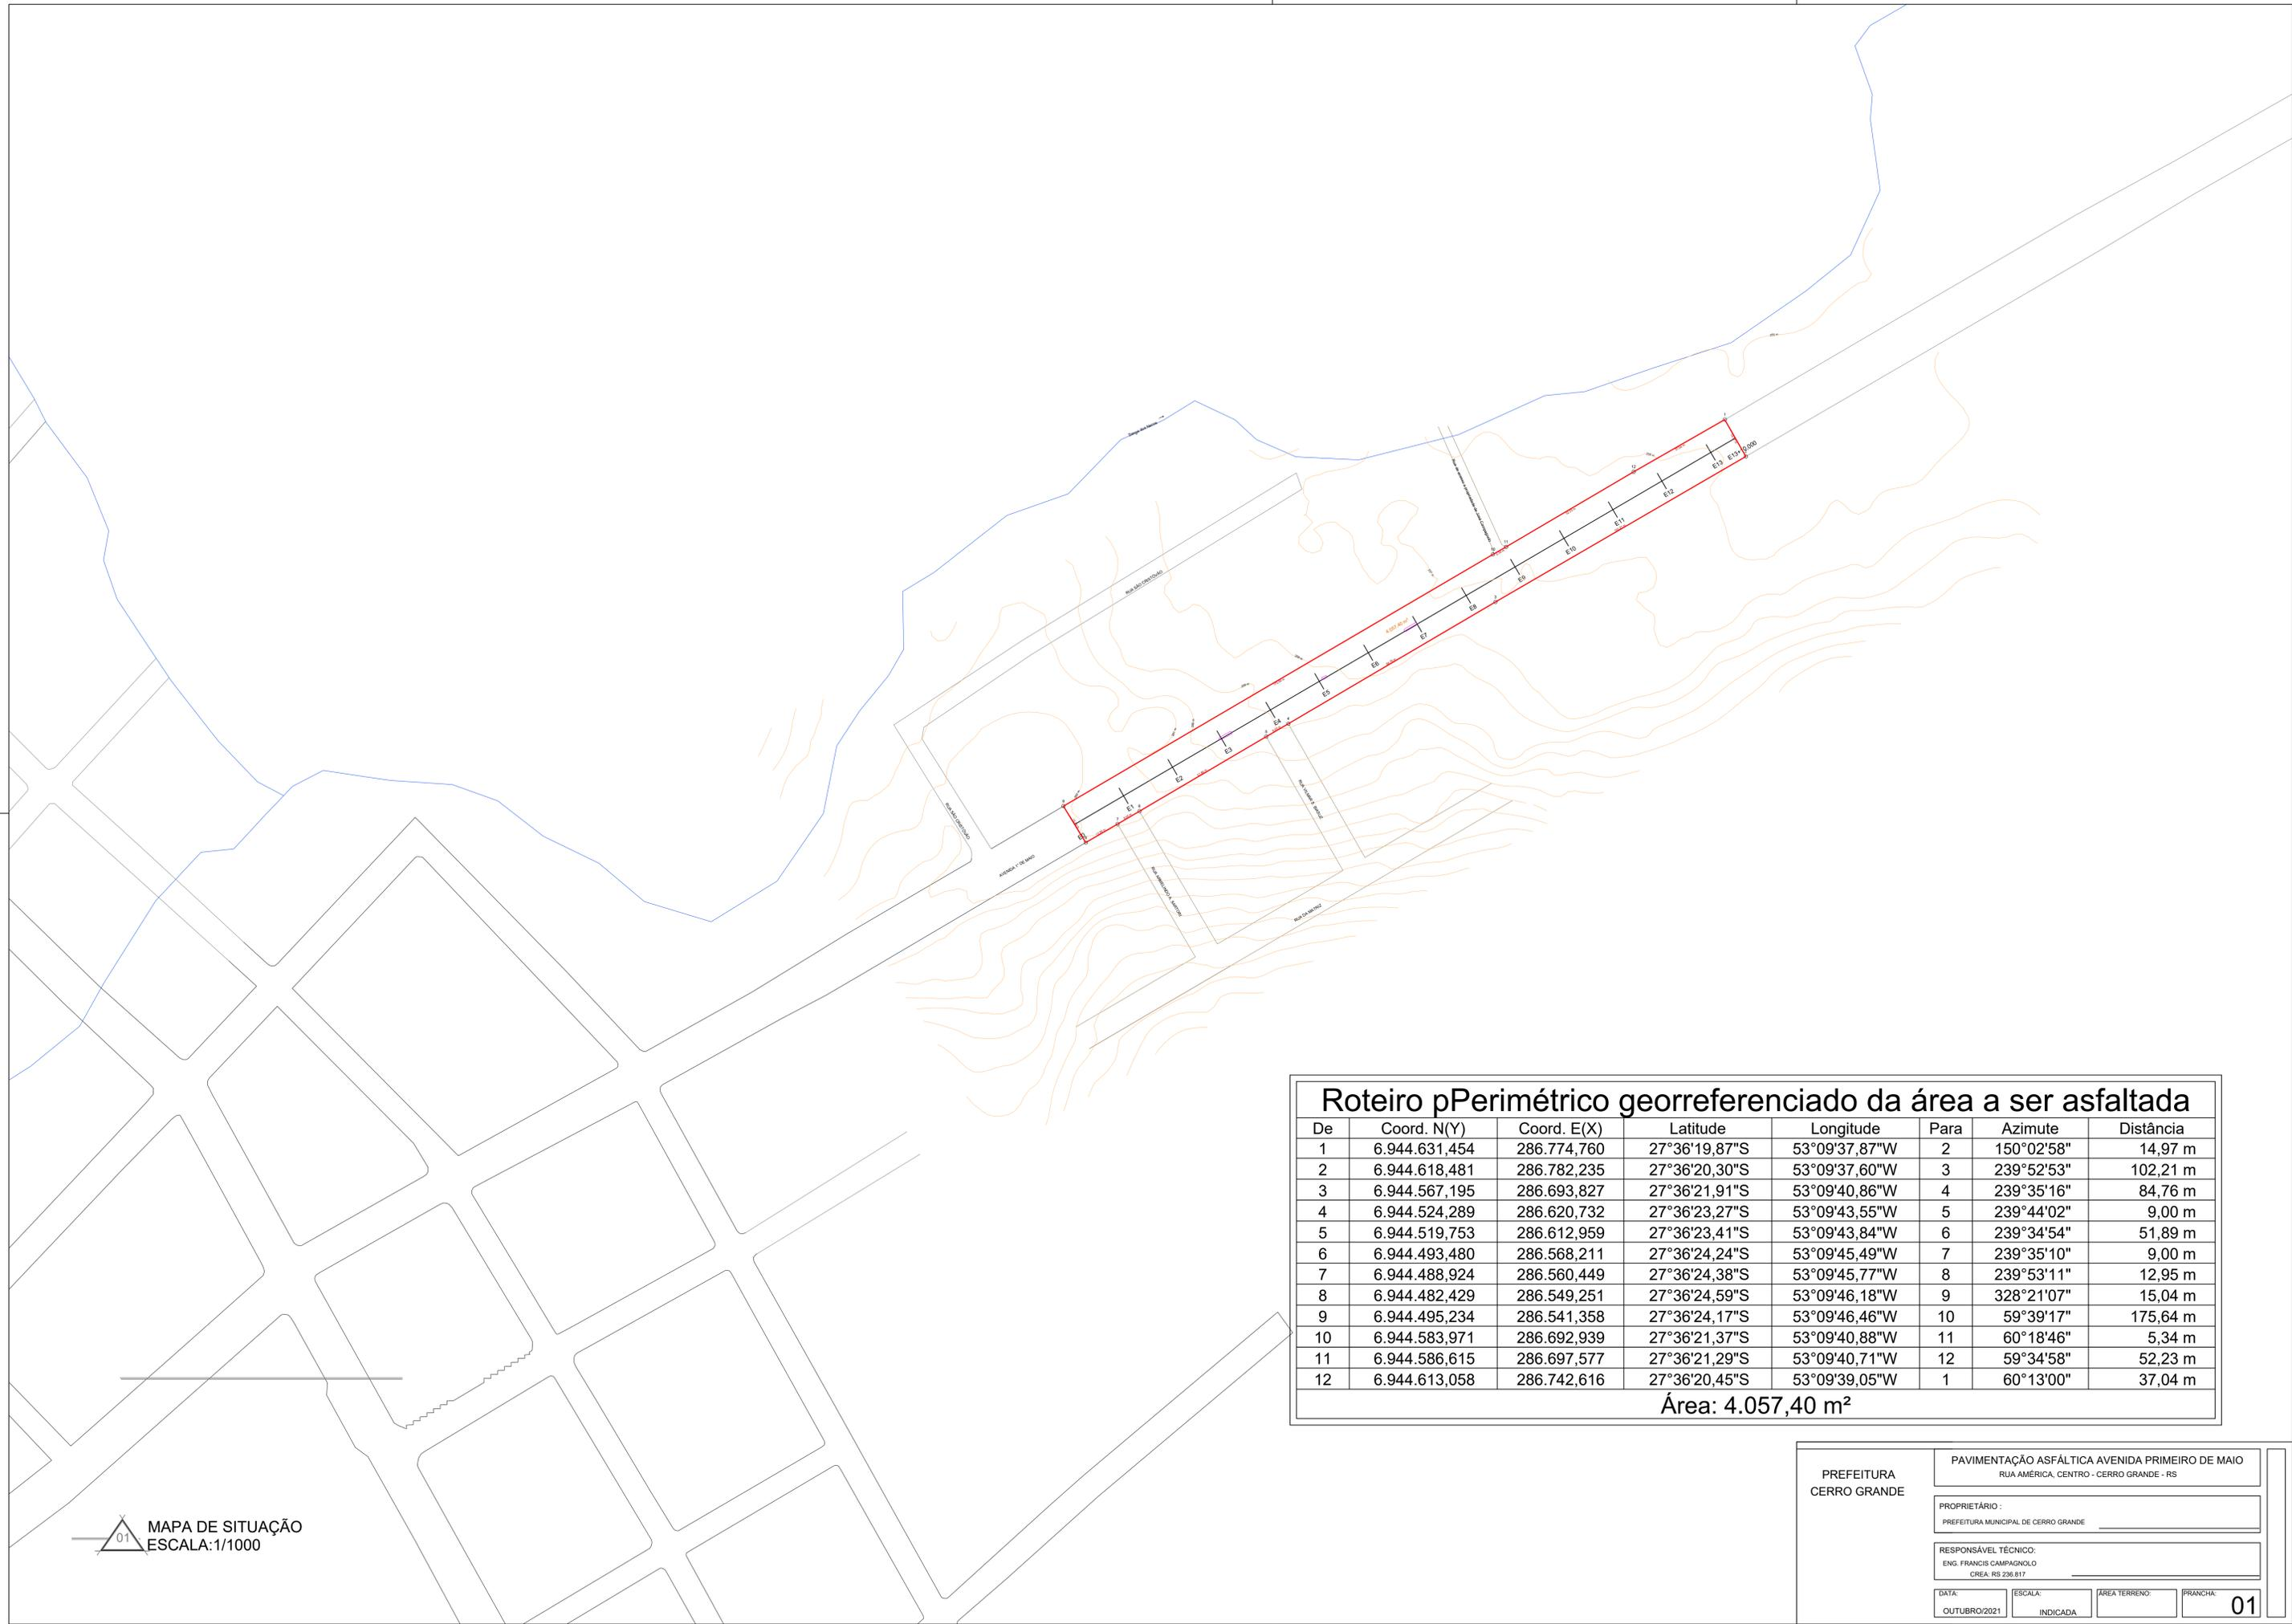 RUA SÃO CRISTÓVÃO
RUA SÃO CRISTÓVÃO
AVENDA 1° DE MAIO
RUA DA MATRIZ
4.057,40 m²
E1
E2
E3
E4
E5
E6
E7
E8
E9
E10
E11
E12
E13
Roteiro pPerimétrico georreferenciado da área a ser asfaltada
De Coord. N(Y) Coord. E(X) Latitude Longitude Para Azimute Distância
1 6.944.631,454 286.774,760 27°36'19,87"S 53°09'37,87"W 2 150°02'58" 14,97 m
2 6.944.618,481 286.782,235 27°36'20,30"S 53°09'37,60"W 3 239°52'53" 102,21 m
3 6.944.567,195 286.693,827 27°36'21,91"S 53°09'40,86"W 4 239°35'16" 84,76 m
4 6.944.524,289 286.620,732 27°36'23,27"S 53°09'43,55"W 5 239°44'02" 9,00 m
5 6.944.519,753 286.612,959 27°36'23,41"S 53°09'43,84"W 6 239°34'54" 51,89 m
6 6.944.493,480 286.568,211 27°36'24,24"S 53°09'45,49"W 7 239°35'10" 9,00 m
7 6.944.488,924 286.560,449 27°36'24,38"S 53°09'45,77"W 8 239°53'11" 12,95 m
8 6.944.482,429 286.549,251 27°36'24,59"S 53°09'46,18"W 9 328°21'07" 15,04 m
9 6.944.495,234 286.541,358 27°36'24,17"S 53°09'46,46"W 10 59°39'17" 175,64 m
10 6.944.583,971 286.692,939 27°36'21,37"S 53°09'40,88"W 11 60°18'46" 5,34 m
11 6.944.586,615 286.697,577 27°36'21,29"S 53°09'40,71"W 12 59°34'58" 52,23 m
12 6.944.613,058 286.742,616 27°36'20,45"S 53°09'39,05"W 1 60°13'00" 37,04 m
Área: 4.057,40 m²
01
MAPA DE SITUAÇÃO
ESCALA:1/1000
PREFEITURA
CERRO GRANDE
PAVIMENTAÇÃO ASFÁLTICA AVENIDA PRIMEIRO DE MAIO
RUA AMÉRICA, CENTRO - CERRO GRANDE - RS
PROPRIETÁRIO :
PREFEITURA MUNICIPAL DE CERRO GRANDE
RESPONSÁVEL TÉCNICO:
ENG. FRANCIS CAMPAGNOLO
CREA: RS 236.817
DATA:
OUTUBRO/2021
ESCALA:
INDICADA
ÁREA TERRENO:
PRANCHA:
01